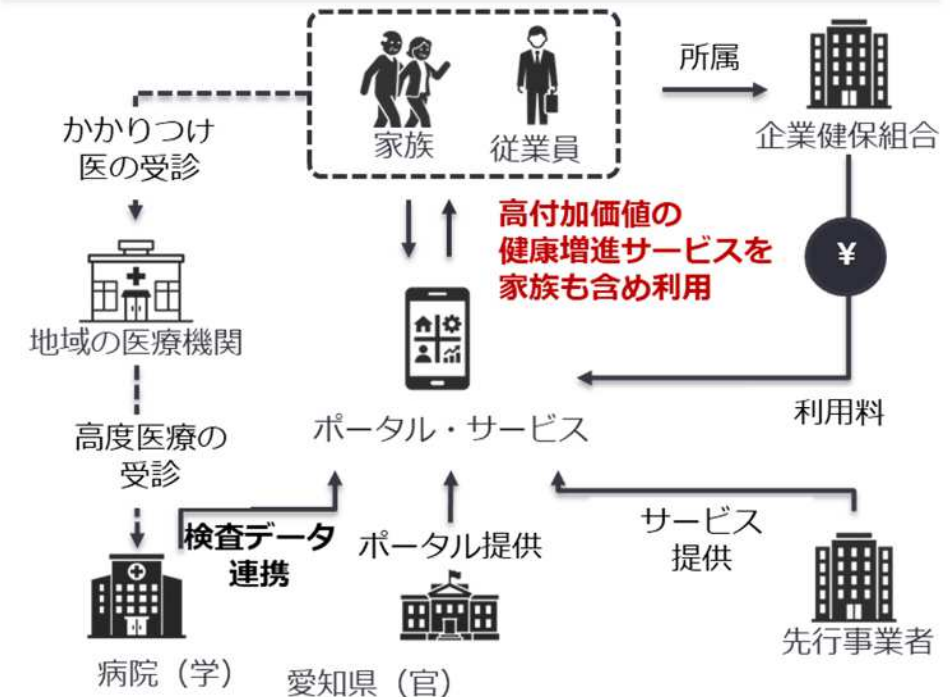 所属
家族
従業員
企業健保組合
かかりつけ
医の受診
高付加価値の
健康増進サービスを
家族も含め利用
¥
地域の医療機関
利用料
ポータル・サービス
高度医療の
受診
検査データ
連携
ポータル提供
サービス
提供
病院（学）
愛知県（官）
先行事業者